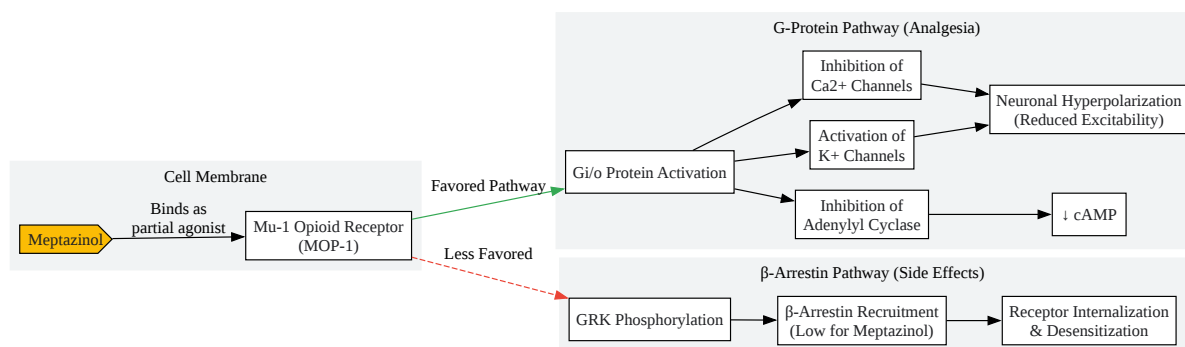 G-Protein Pathway (Analgesia)
Inhibition of
Ca2+ Channels
Neuronal Hyperpolarization
(Reduced Excitability)
Activation of
K+ Channels
Gi/o Protein Activation
Inhibition of
Adenylyl Cyclase
↓ cAMP
Cell Membrane
Favored Pathway
Binds as
partial agonist
Meptazinol
Mu-1 Opioid Receptor
(MOP-1)
Less Favored
β-Arrestin Pathway (Side Effects)
GRK Phosphorylation
β-Arrestin Recruitment
(Low for Meptazinol)
Receptor Internalization
& Desensitization